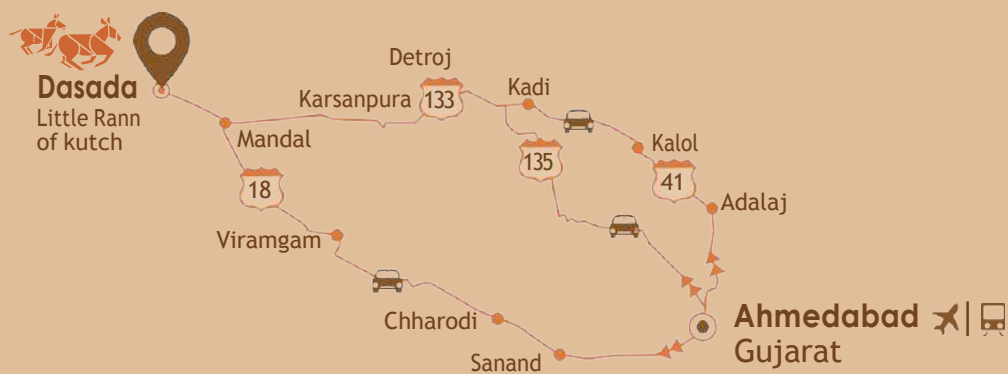 Detroj
Dasada
Little Rann
of kutch
Karsanpura
133
Kadi
Mandal
Kalol
135
41
18
Adalaj
Viramgam
Chharodi
Ahmedabad
Gujarat
Sanand